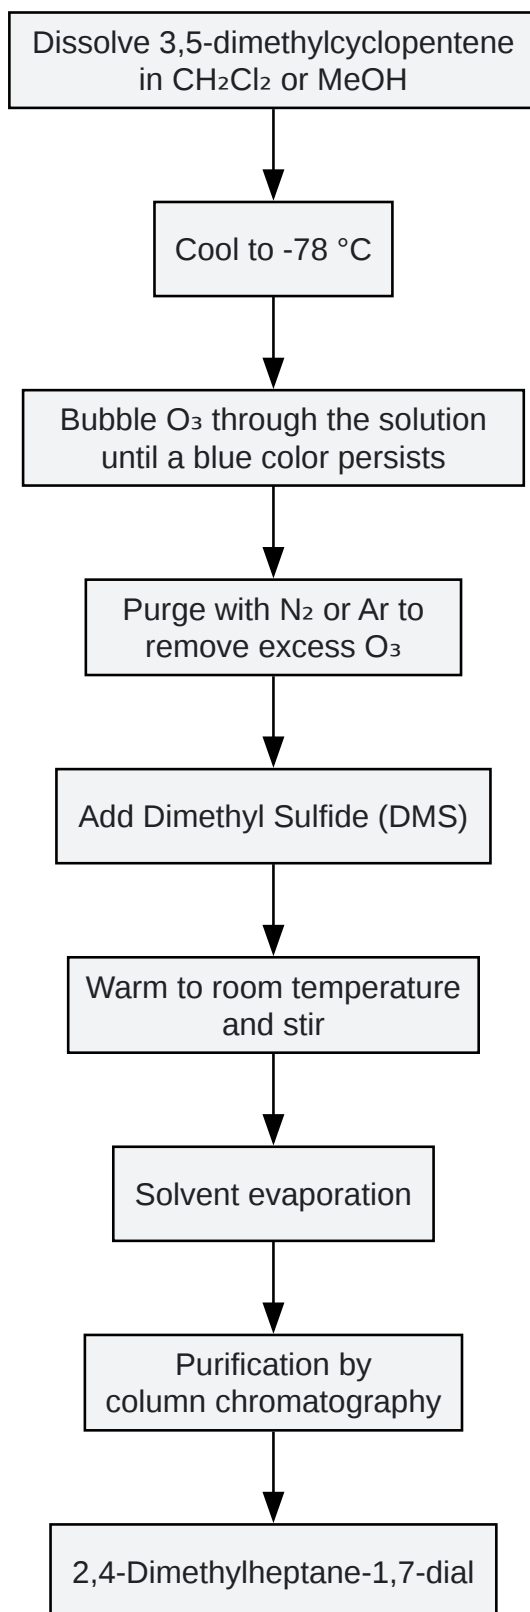 Dissolve 3,5-dimethylcyclopentene
in CH₂Cl₂ or MeOH
Cool to -78 °C
Bubble O₃ through the solution
until a blue color persists
Purge with N₂ or Ar to
remove excess O₃
Add Dimethyl Sulfide (DMS)
Warm to room temperature
and stir
Solvent evaporation
Purification by
column chromatography
2,4-Dimethylheptane-1,7-dial